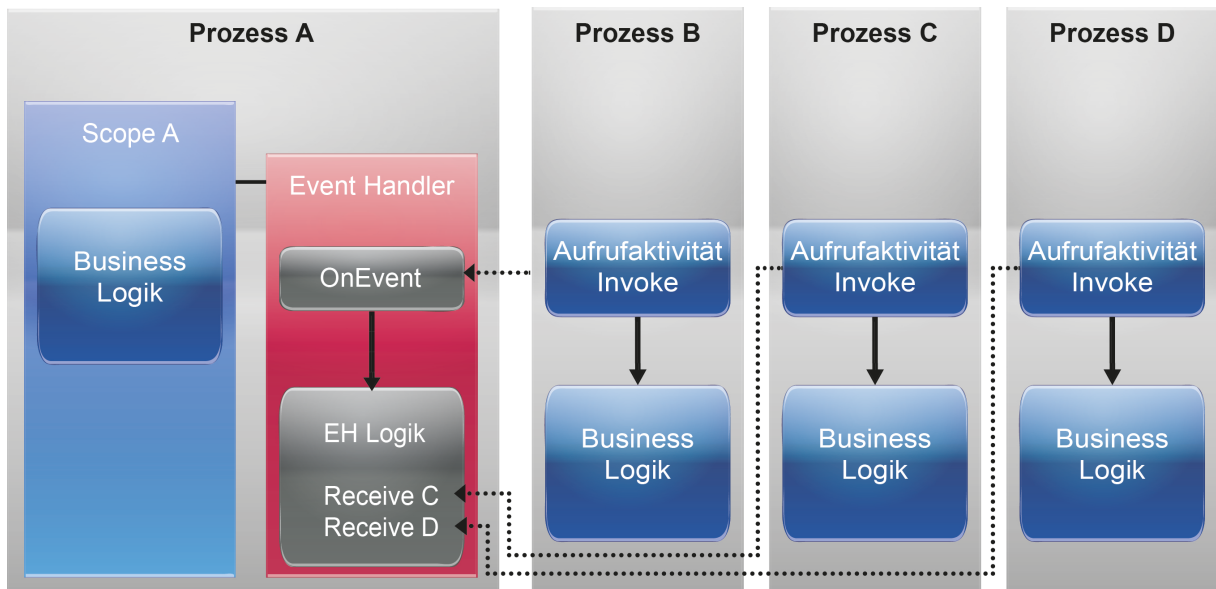 Prozess A
Scope A
Business
Logik
Event Handler
OnEvent
EH Logik
Receive C
Receive D
Prozess B
Aufrufaktivität
Invoke
Business
Logik
Prozess C
Aufrufaktivität
Invoke
Business
Logik
Prozess D
Aufrufaktivität
Invoke
Business
Logik